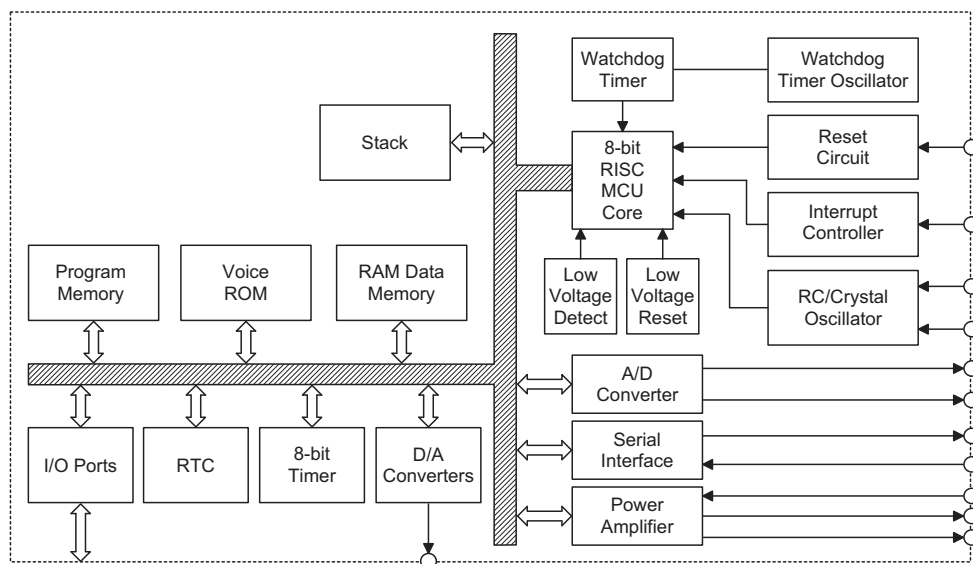 Watchdog
Timer
Watchdog
Timer Oscillator
Stack
8-bit
RISC
MCU
Core
Reset
Circuit
Interrupt
Controller
Program
Memory
Voice
ROM
RAM Data
Memory
Low
Voltage
Detect
Low
Voltage
Reset
RC/Crystal
Oscillator
A/D
Converter
I/O Ports
RTC
8-bit
Timer
D/A
Converters
Serial
Interface
Power
Amplifier